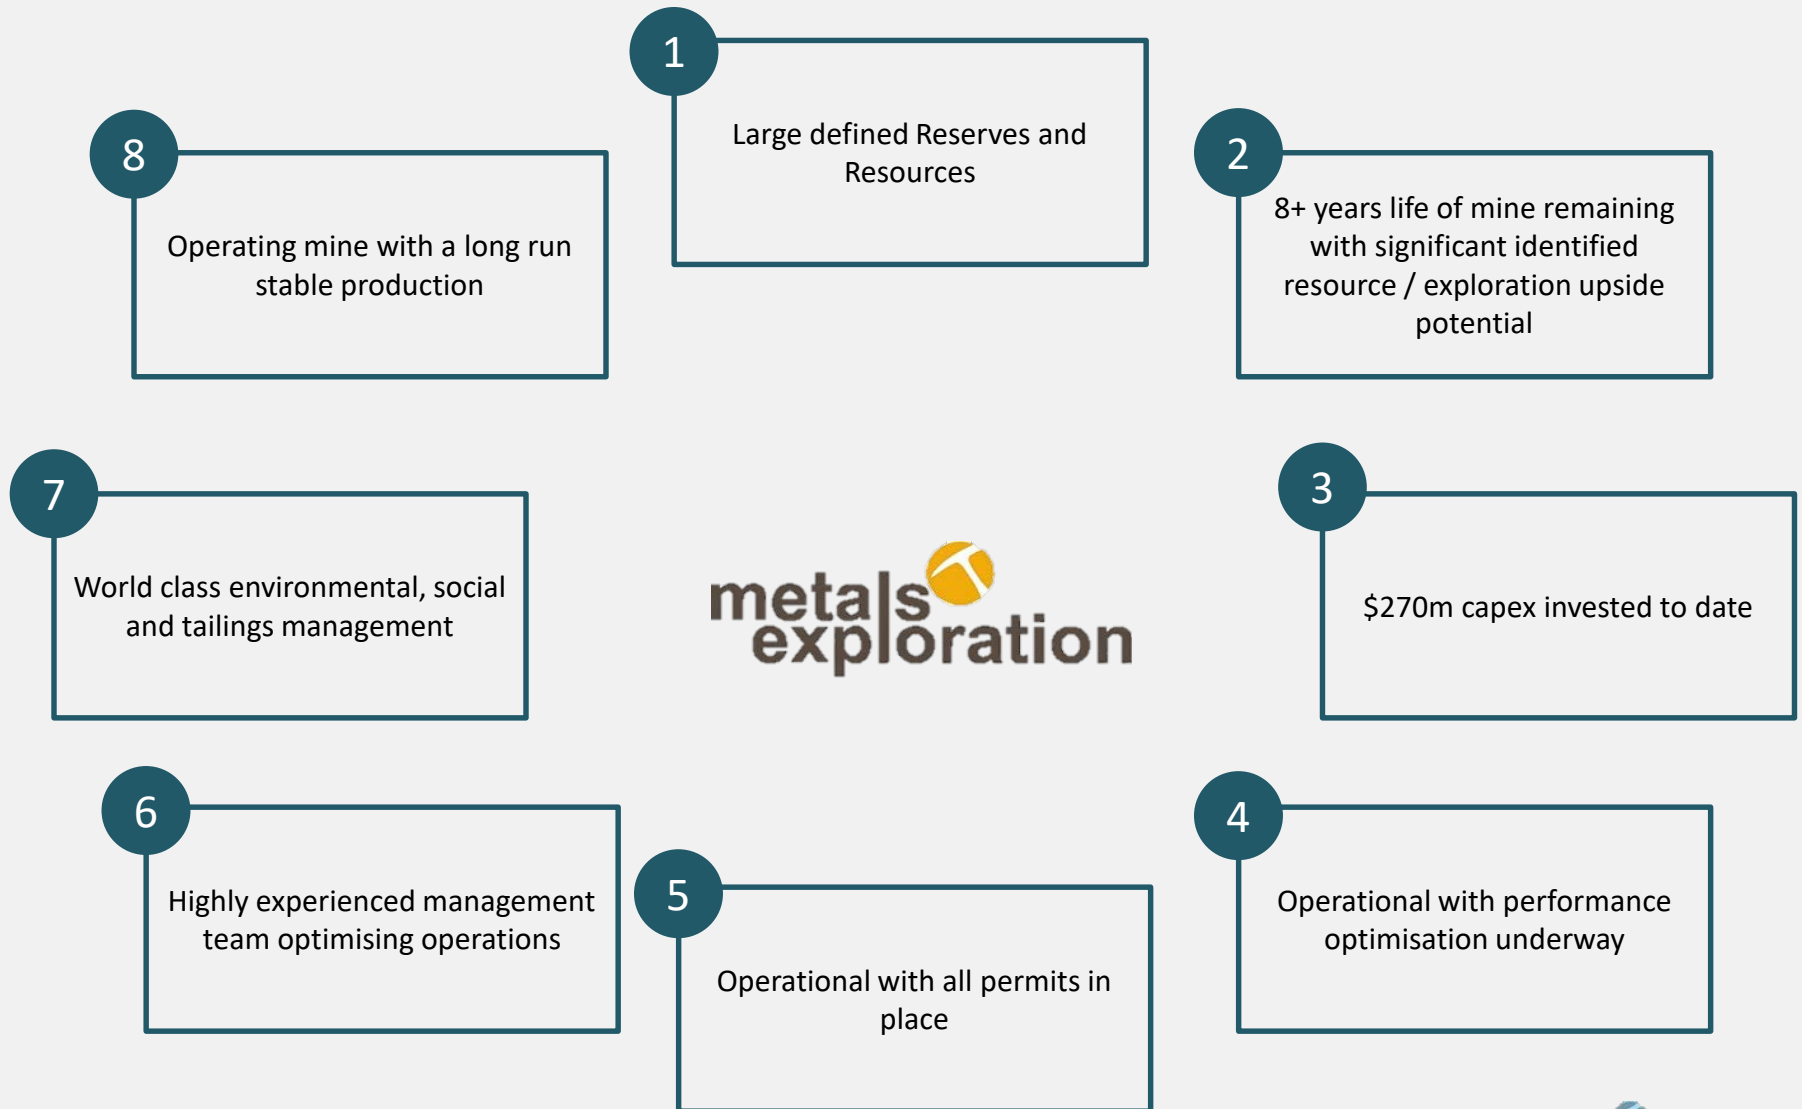 1
Large defined Reserves and
Resources
2
8+ years life of mine remaining
with significant identified
resource / exploration upside
potential
3
$270m capex invested to date
4
Operational with performance
optimisation underway
5
Operational with all permits in
place
6
Highly experienced management
team optimising operations
7
World class environmental, social
and tailings management
8
Operating mine with a long run
stable production
metals
exploration